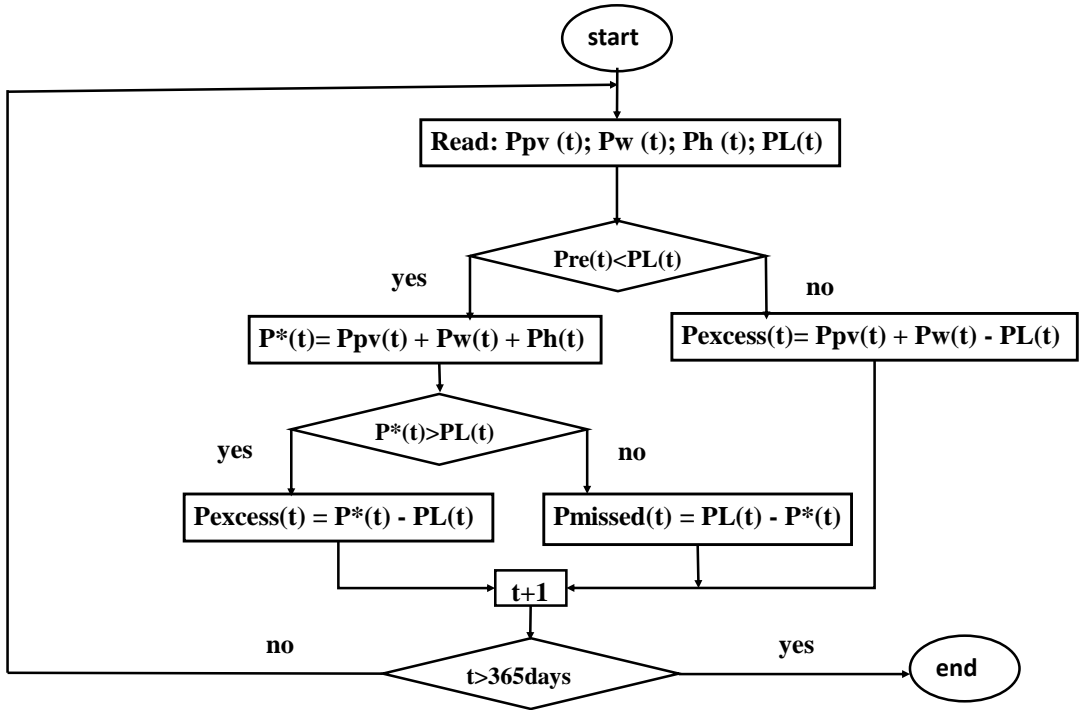 start
Read: Ppv (t); Pw (t); Ph (t); PL(t)
Pre(t)<PL(t)
yes
no
P*(t)= Ppv(t) + Pw(t) + Ph(t)
Pexcess(t)= Ppv(t) + Pw(t) - PL(t)
P*(t)>PL(t)
yes
no
Pexcess(t) = P*(t) - PL(t)
Pmissed(t) = PL(t) - P*(t)
t+1
no
yes
t>365days
end